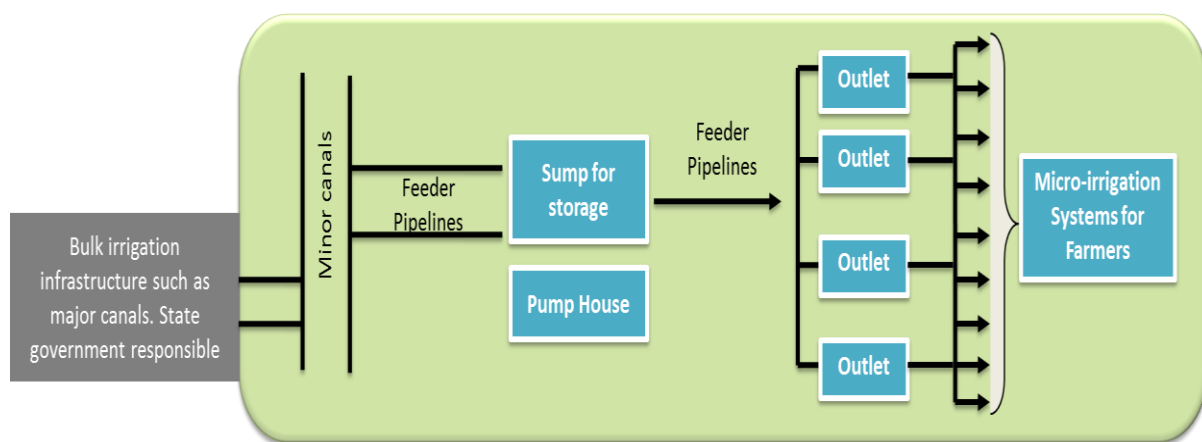 Bulk irrigation
infrastructure such as
major canals. State
government responsible
Minor canals
Feeder
Pipelines
Sump for
storage
Pump House
Feeder
Pipelines
Outlet
Outlet
Outlet
Outlet
Micro-irrigation
Systems for
Farmers